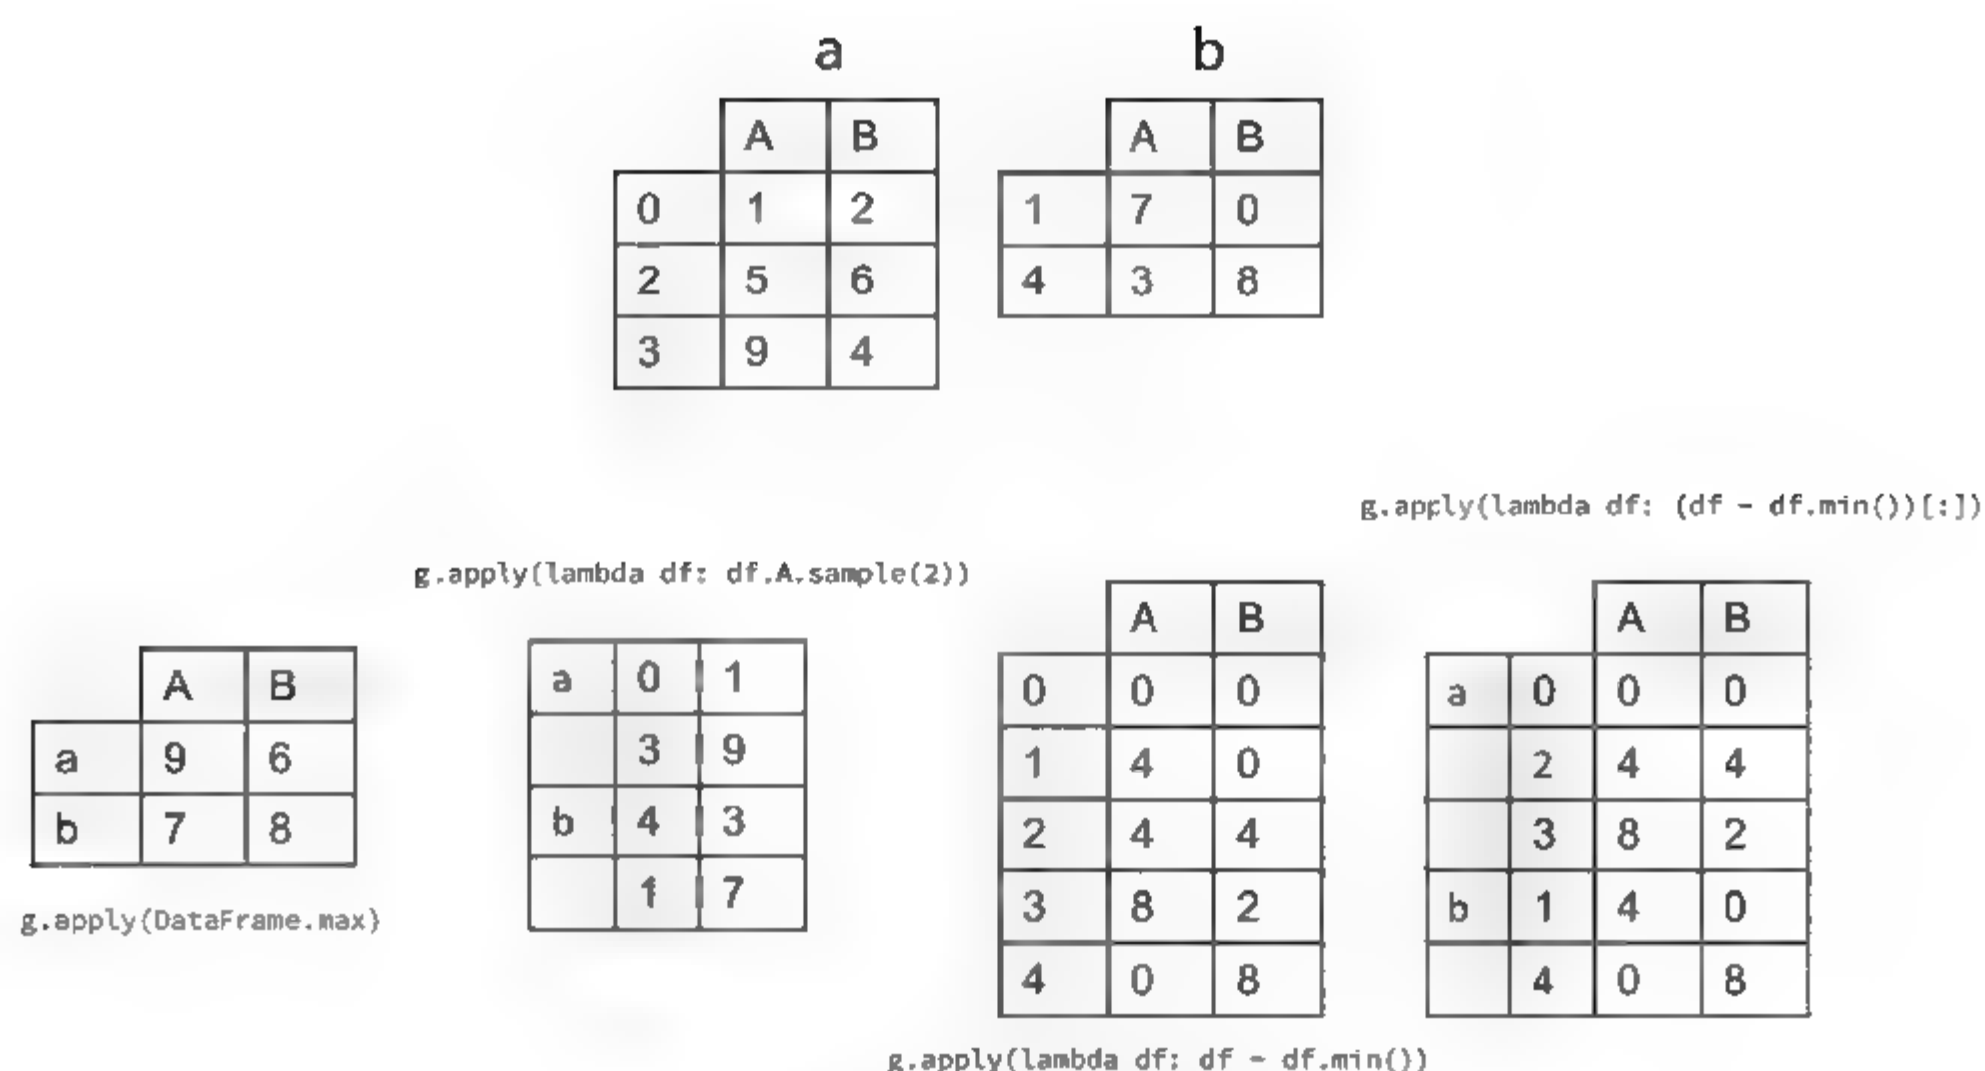 a
A B
0 1 2
2 5 6
3 9 4
b
A B
1 7 0
4 3 8
A B
a 9 6
b 7 8
g.apply(DataFrame.max)
g.apply(lambda df: df.A.sample(2))
a 0 1
3 9
b 4 3
1 7
A B
0 0 0
1 4 0
2 4 4
3 8 2
4 0 8
g.apply(lambda df: df - df.min())
g.apply(lambda df: (df - df.min())[:])
A B
a 0 0 0
2 4 4
3 8 2
b 1 4 0
4 0 8